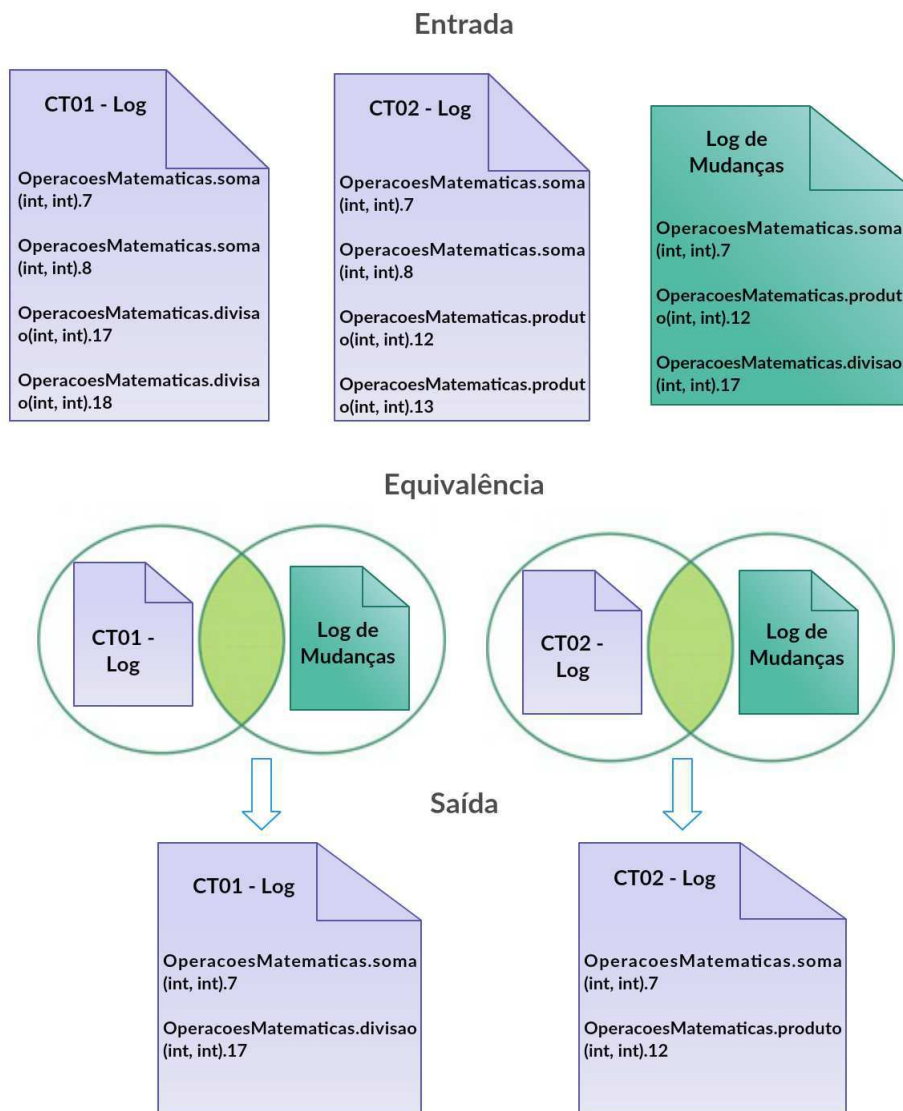 Entrada
CT01 - Log
OperacoesMatematicas.soma
(int, int).7
OperacoesMatematicas.soma
(int, int).8
OperacoesMatematicas.divisa
o(int, int).17
OperacoesMatematicas.divisa
o(int, int).18
CT02 - Log
OperacoesMatematicas.soma
(int, int).7
OperacoesMatematicas.soma
(int, int).8
OperacoesMatematicas.produt
o(int, int).12
OperacoesMatematicas.produt
o(int, int).13
Log de
Mudanças
OperacoesMatematicas.soma
(int, int).7
OperacoesMatematicas.produt
o(int, int).12
OperacoesMatematicas.divisao
(int, int).17
Equivalência
CT01 -
Log
Log de
Mudanças
CT02 -
Log
Log de
Mudanças
Saída
CT01 - Log
OperacoesMatematicas.soma
(int, int).7
OperacoesMatematicas.divisao
(int, int).17
CT02 - Log
OperacoesMatematicas.soma
(int, int).7
OperacoesMatematicas.produto
(int, int).12